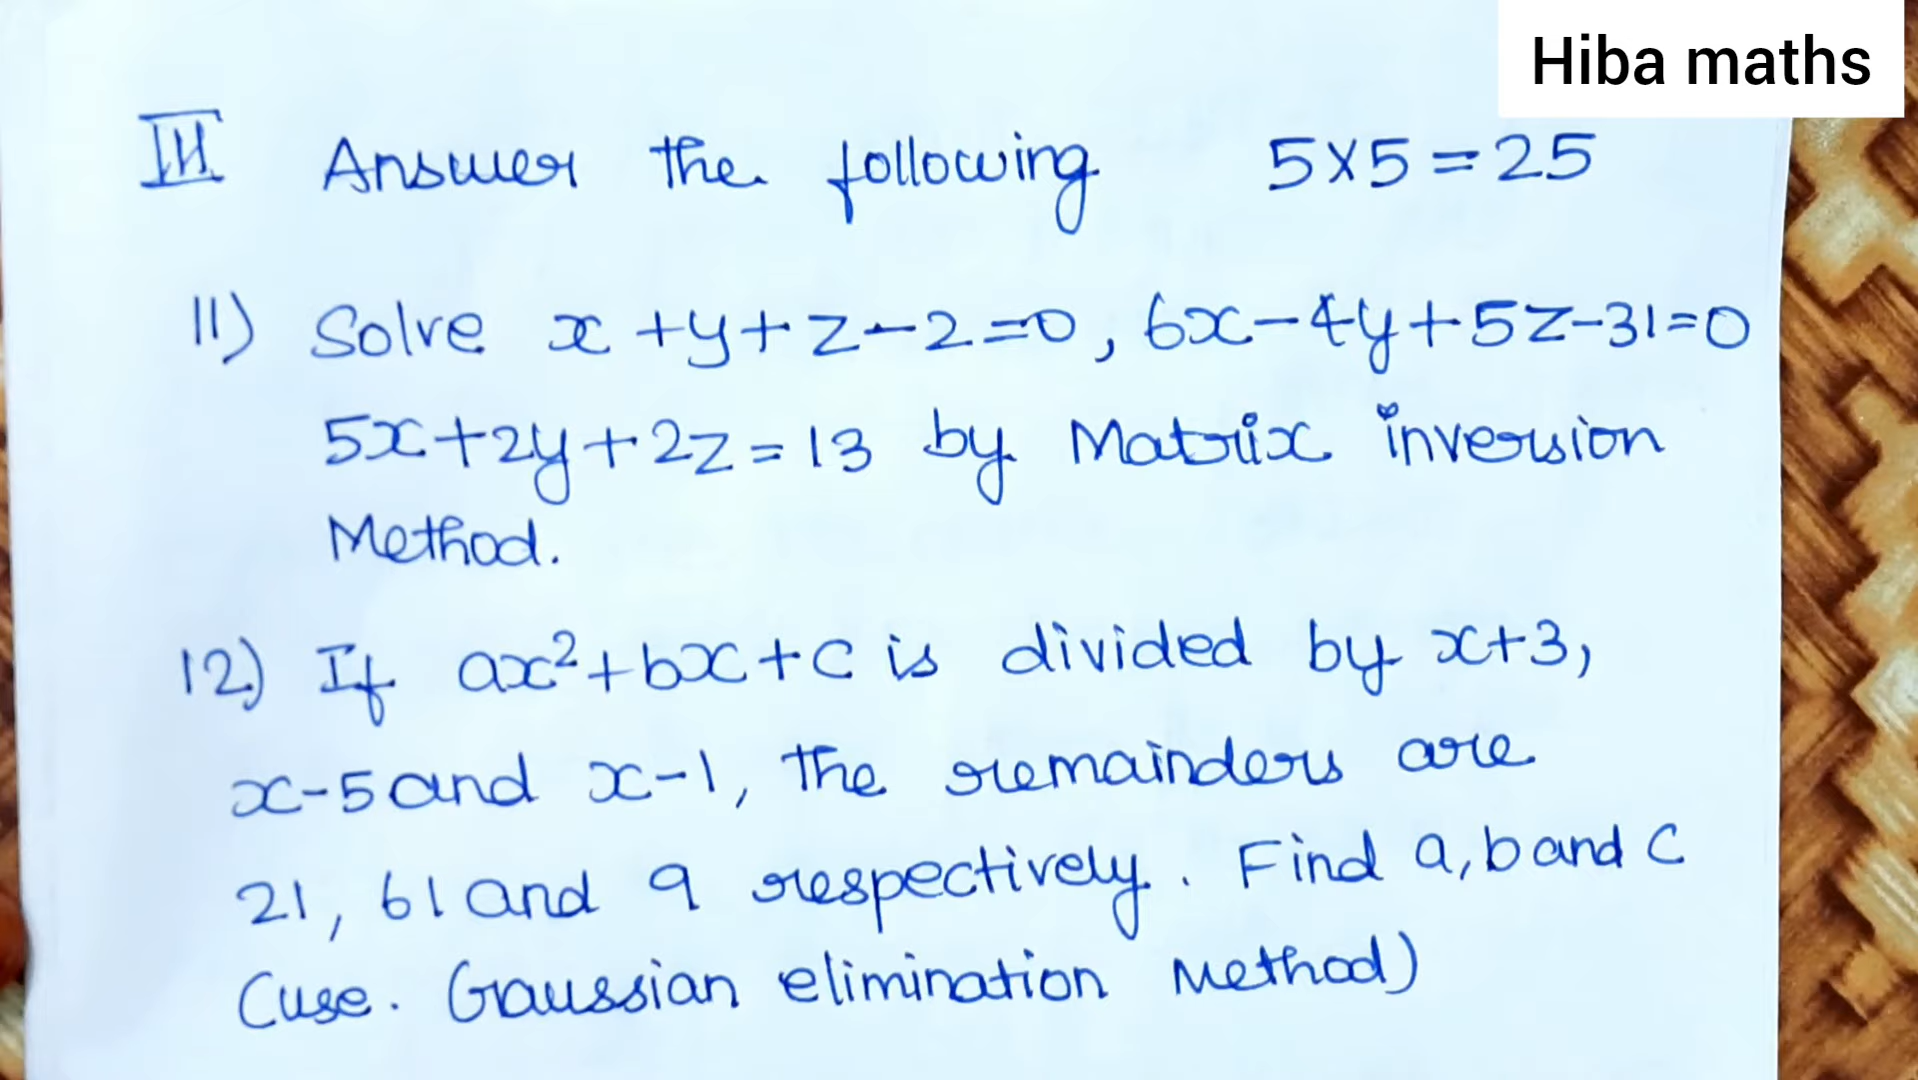 Hiba maths
III Answer the following 5x5=25
11) Solve x+y+z-2=0, 6x-4y+5z-31=0
5x+2y+2z=13 by Matrix inversion
Method.
12) If ax²+bx+c is divided by x+3,
x-5 and x-1, the remainders are
21, 61 and 9 respectively. Find a, b and c
(use. Gaussian elimination Method)